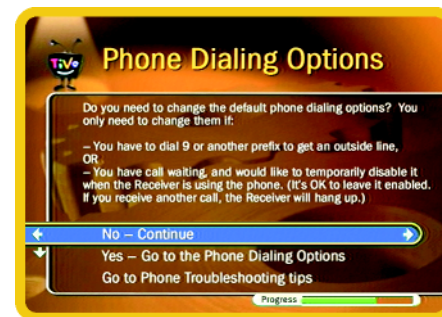 TiVo
Phone Dialing Options
Do you need to change the default phone dialing options? You
only need to change them if:
– You have to dial 9 or another prefix to get an outside line,
OR
– You have call waiting, and would like to temporarily disable it
when the Receiver is using the phone. (It's OK to leave it enabled.
If you receive another call, the Receiver will hang up.)
No – Continue
Yes – Go to the Phone Dialing Options
Go to Phone Troubleshooting tips
Progress